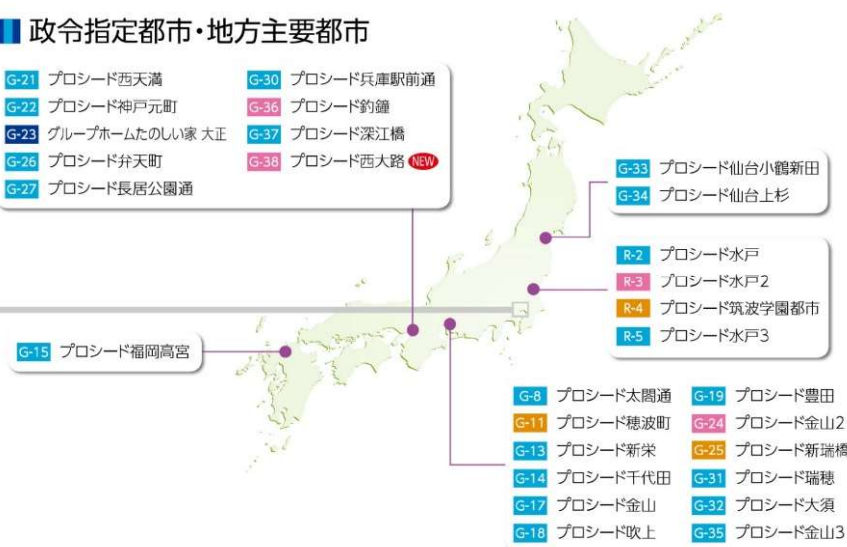 政令指定都市・地方主要都市
G-21 プロシード西天満
G-22 プロシード神戸元町
G-23 グループホームたのしい家 大正
G-26 プロシード弁天町
G-27 プロシード長居公園通
G-30 プロシード兵庫駅前通
G-36 プロシード釣鐘
G-37 プロシード深江橋
G-38 プロシード西大路 NEW
G-33 プロシード仙台小鶴新田
G-34 プロシード仙台上杉
R-2 プロシード水戸
R-3 プロシード水戸2
R-4 プロシード筑波学園都市
R-5 プロシード水戸3
G-15 プロシード福岡高宮
G-8 プロシード太閤通
G-11 プロシード穂波町
G-13 プロシード新栄
G-14 プロシード千代田
G-17 プロシード金山
G-18 プロシード吹上
G-19 プロシード豊田
G-24 プロシード金山2
G-25 プロシード新瑞橋
G-31 プロシード瑞穂
G-32 プロシード大須
G-35 プロシード金山3